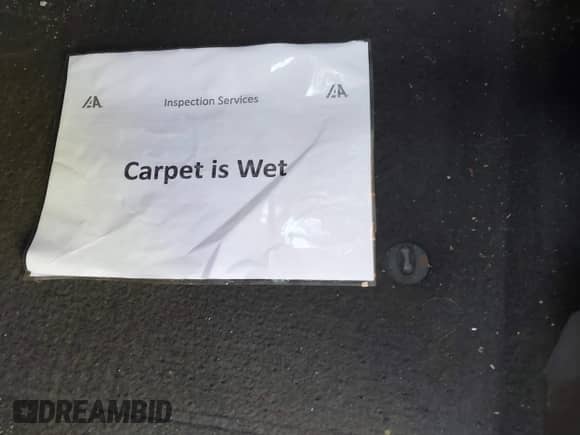 IAA Inspection Services IAA
Carpet is Wet
DREAMBID